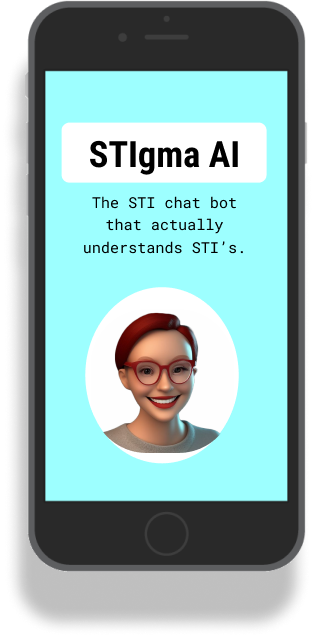 STIgma AI
The STI chat bot
that actually
understands STI’s.